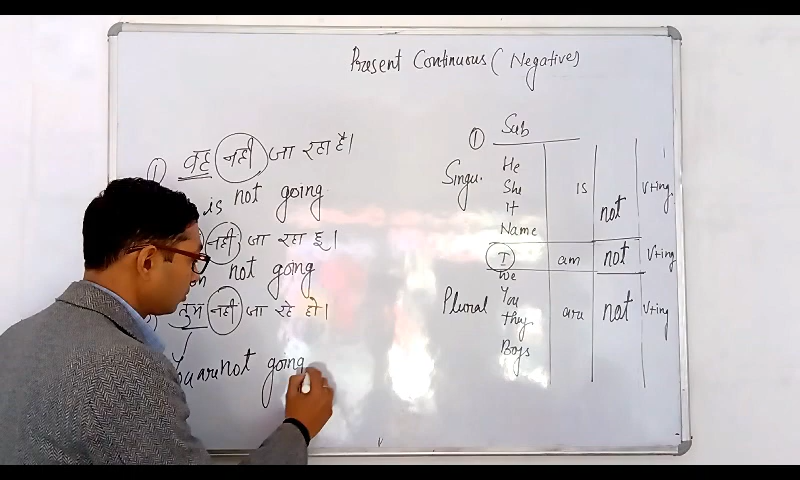 Present Continuous (Negative)
① वह नहीं जा रहा है।
is not going
नहीं जा रहा हू।
not going
तुम नहीं जा रहे हो।
You are not going
① Sub
Singu. He is not V+ing
She
It
Name
I am not V+ing
We
Plural You are not V+ing
They
Boys